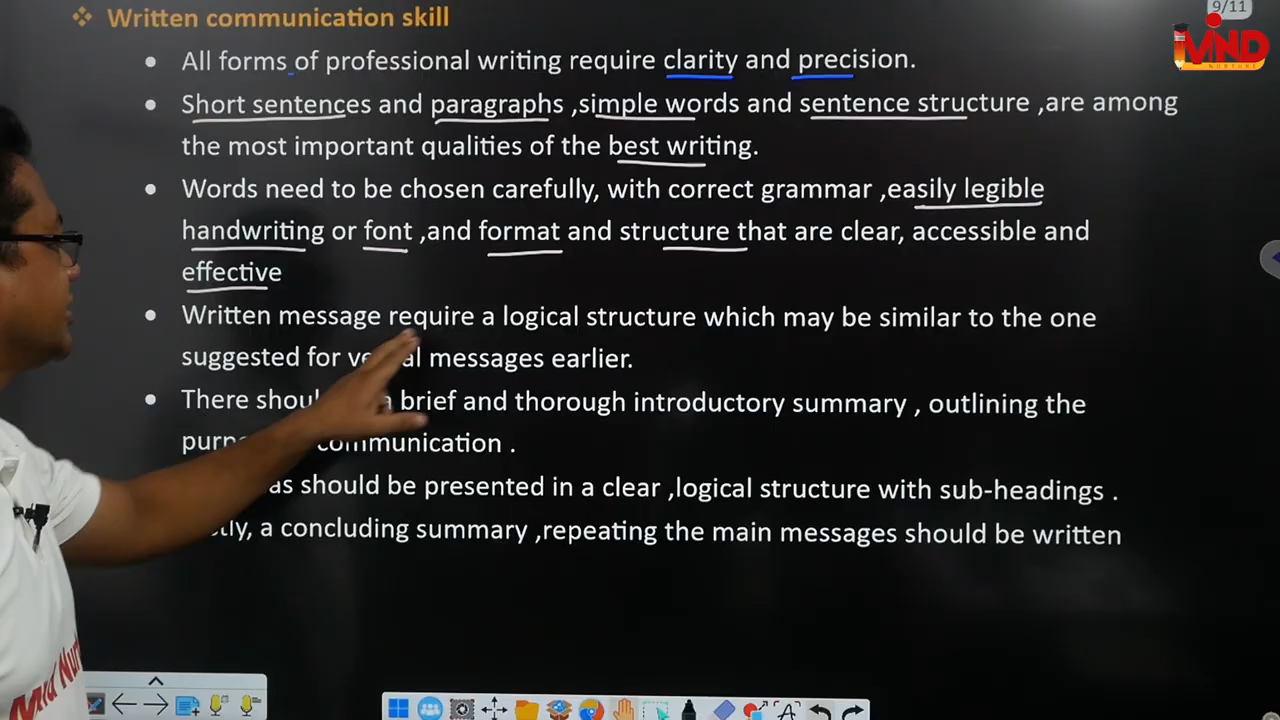 ❖ Written communication skill
9/11
MIND
NURTURE
• All forms of professional writing require clarity and precision.
• Short sentences and paragraphs ,simple words and sentence structure ,are among
the most important qualities of the best writing.
• Words need to be chosen carefully, with correct grammar ,easily legible
handwriting or font ,and format and structure that are clear, accessible and
effective
• Written message require a logical structure which may be similar to the one
suggested for messages earlier.
• There brief and thorough introductory summary , outlining the
communication .
should be presented in a clear ,logical structure with sub-headings .
a concluding summary ,repeating the main messages should be written